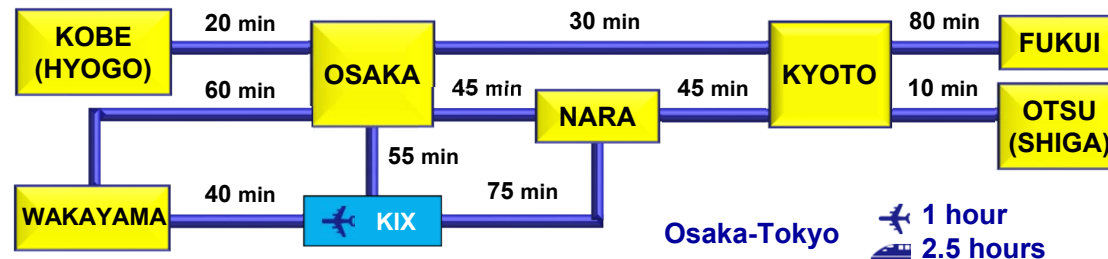 20 min
30 min
80 min
KOBE
(HYOGO)
OSAKA
KYOTO
FUKUI
60 min
45 min
NARA
45 min
10 min
OTSU
(SHIGA)
55 min
WAKAYAMA
40 min
KIX
75 min
Osaka-Tokyo
1 hour
2.5 hours